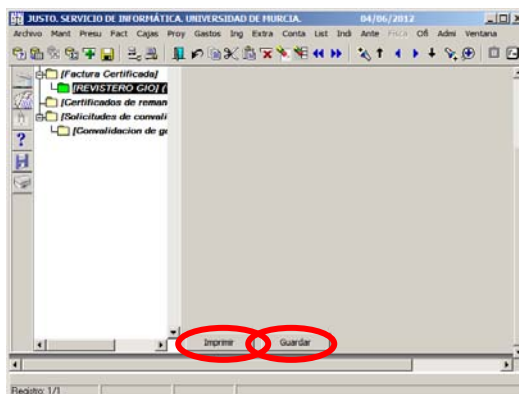 JUSTO. SERVICIO DE INFORMÁTICA. UNIVERSIDAD DE MURCIA. 04/06/2012
Archivo Mant Presu Fact Cajas Proy Gastos Ing Extra Conta List Indi Ante Fisca Ofi Admi Ventana
[Factura Certificada]
[REVISTERO GIO] (
[Certificados de reman
[Solicitudes de convali
[Convalidacion de ga
Imprimir Guardar
Registro: 1/1